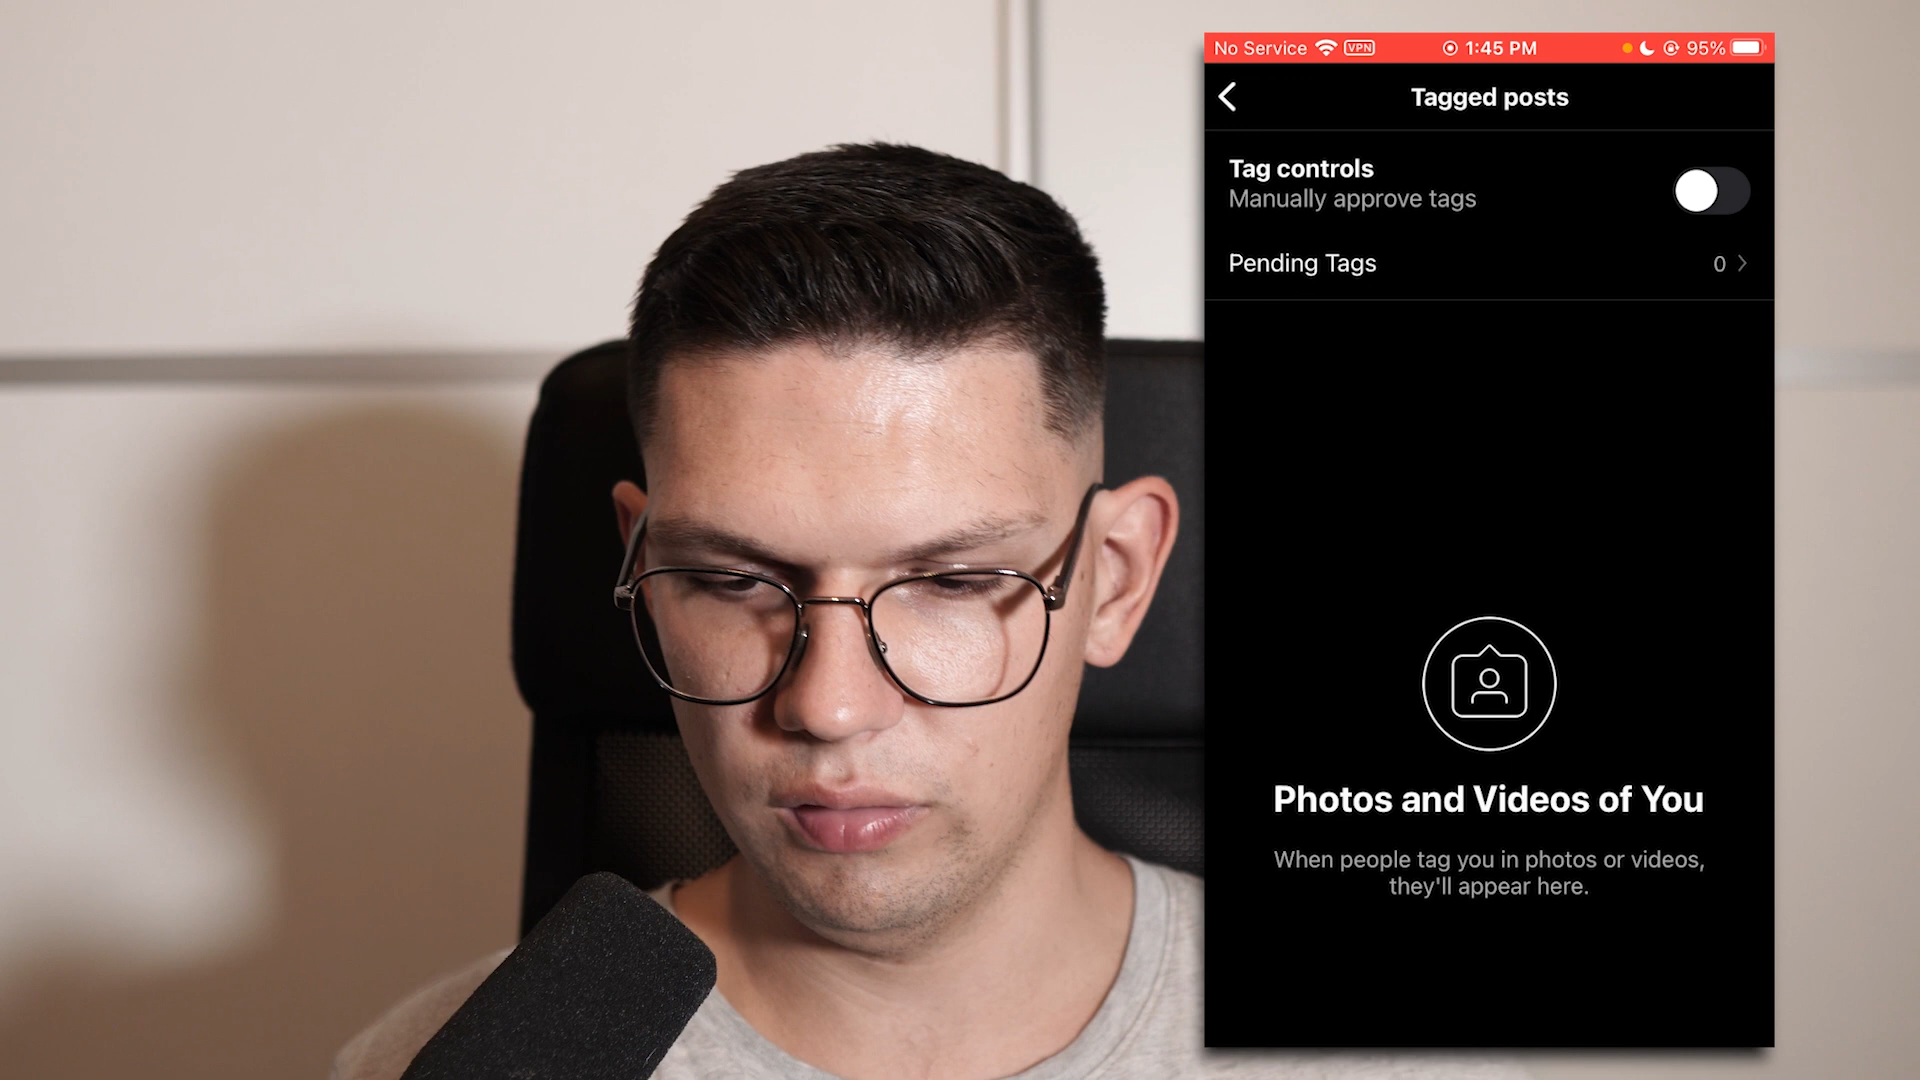 No Service VPN 1:45 PM 95%
Tagged posts
Tag controls
Manually approve tags
Pending Tags 0
Photos and Videos of You
When people tag you in photos or videos,
they'll appear here.